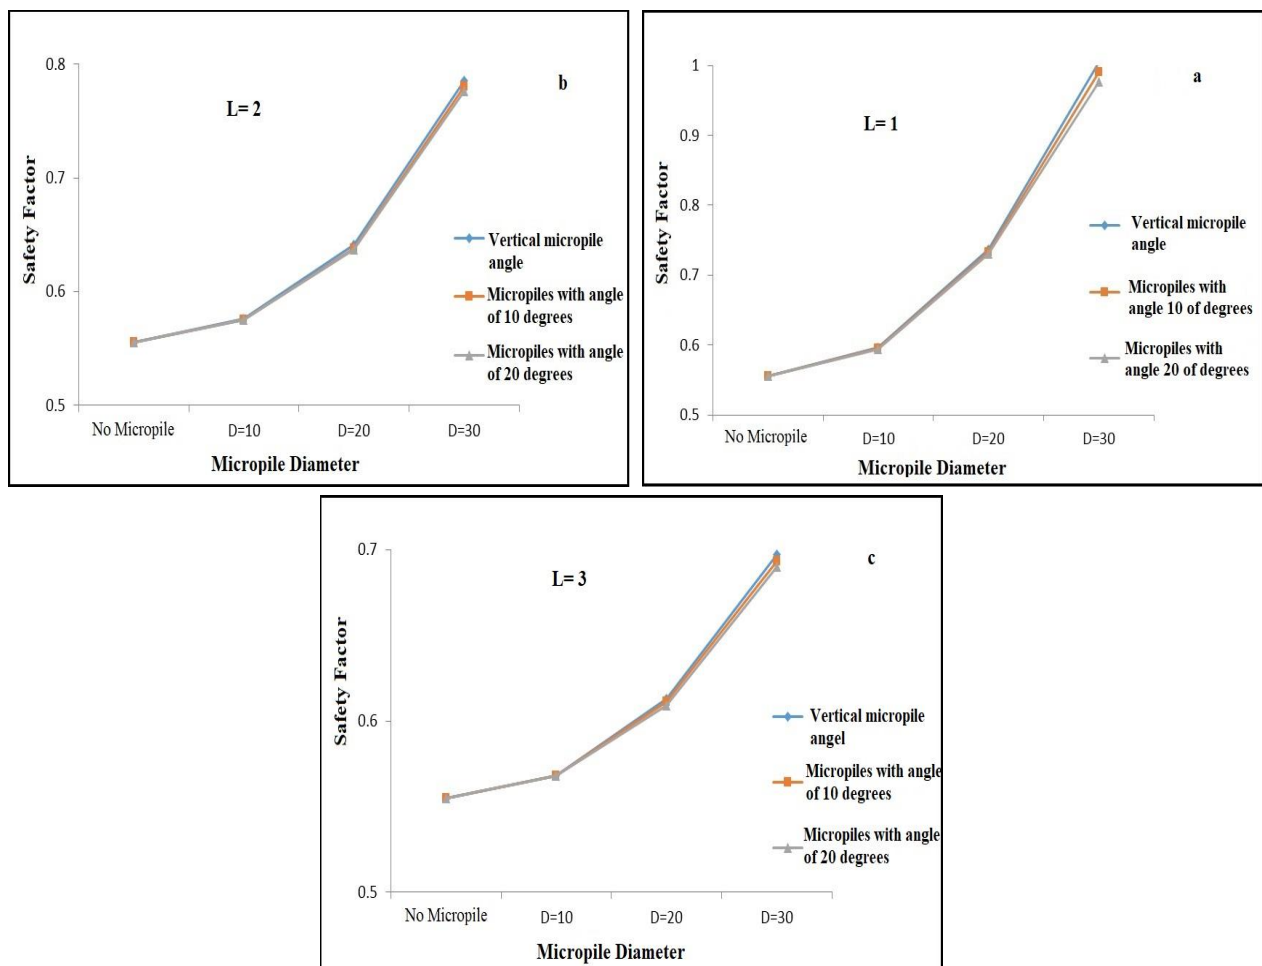 b
L= 2
0.8
0.7
0.6
0.5
Safety Factor
Vertical micropile
angle
Micropiles with angle
of 10 degrees
Micropiles with angle
of 20 degrees
No Micropile D=10 D=20 D=30
Micropile Diameter
a
L= 1
1
0.9
0.8
0.7
0.6
0.5
Safety Factor
Vertical micropile
angle
Micropiles with
angle 10 of degrees
Micropiles with
angle 20 of degrees
No Micropile D=10 D=20 D=30
Micropile Diameter
c
L= 3
0.7
0.6
0.5
Safety Factor
Vertical micropile
angel
Micropiles with angle
of 10 degrees
Micropiles with angle
of 20 degrees
No Micropile D=10 D=20 D=30
Micropile Diameter